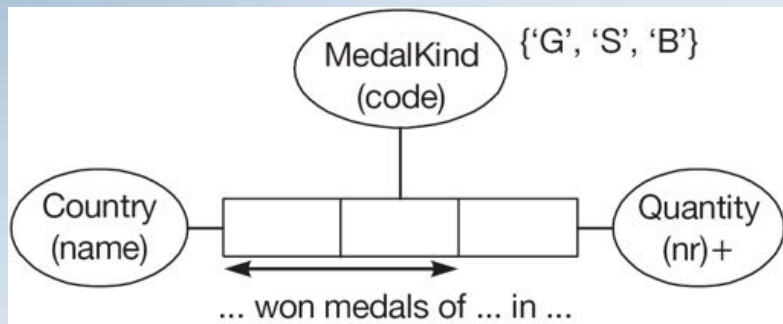 MedalKind
(code)
{‘G’, ‘S’, ‘B’}
Country
(name)
Quantity
(nr)+
... won medals of ... in ...